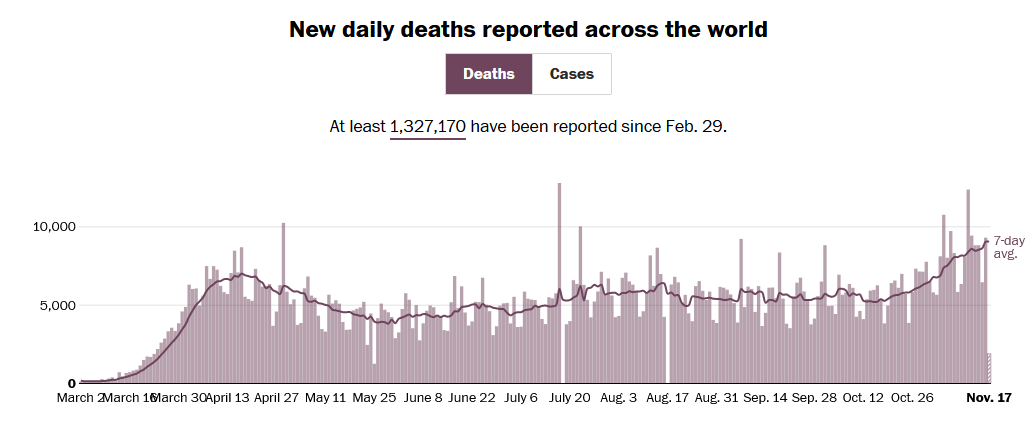 New daily deaths reported across the world
Deaths Cases
At least 1,327,170 have been reported since Feb. 29.
10,000
5,000
0
7-day
avg.
March 2 March 16 March 30 April 13 April 27 May 11 May 25 June 8 June 22 July 6 July 20 Aug. 3 Aug. 17 Aug. 31 Sep. 14 Sep. 28 Oct. 12 Oct. 26 Nov. 17